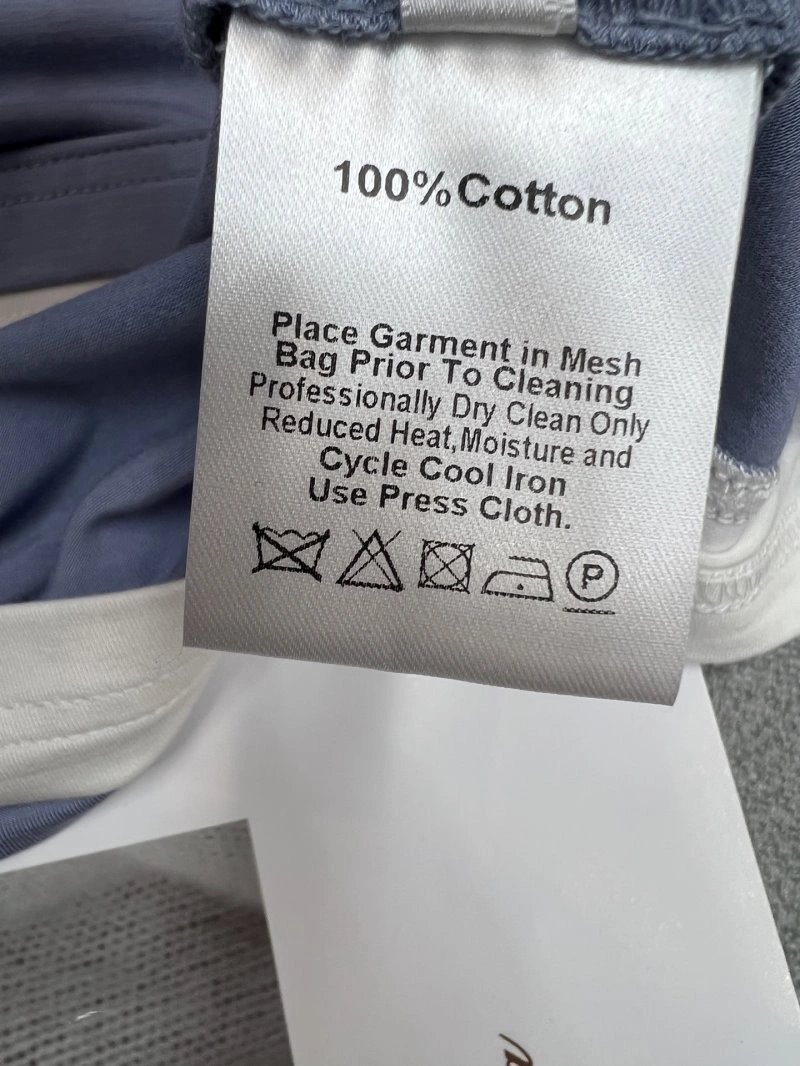 100%Cotton
Place Garment in Mesh
Bag Prior To Cleaning
Professionally Dry Clean Only
Reduced Heat,Moisture and
Cycle Cool Iron
Use Press Cloth.
P